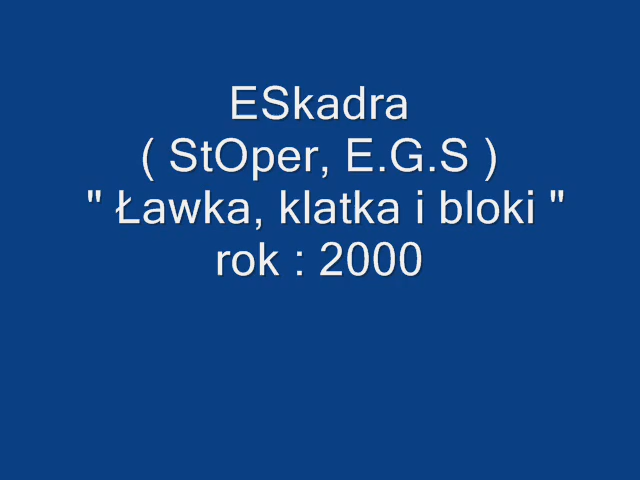 ESkadra
( StOper, E.G.S )
" Ławka, klatka i bloki "
rok : 2000